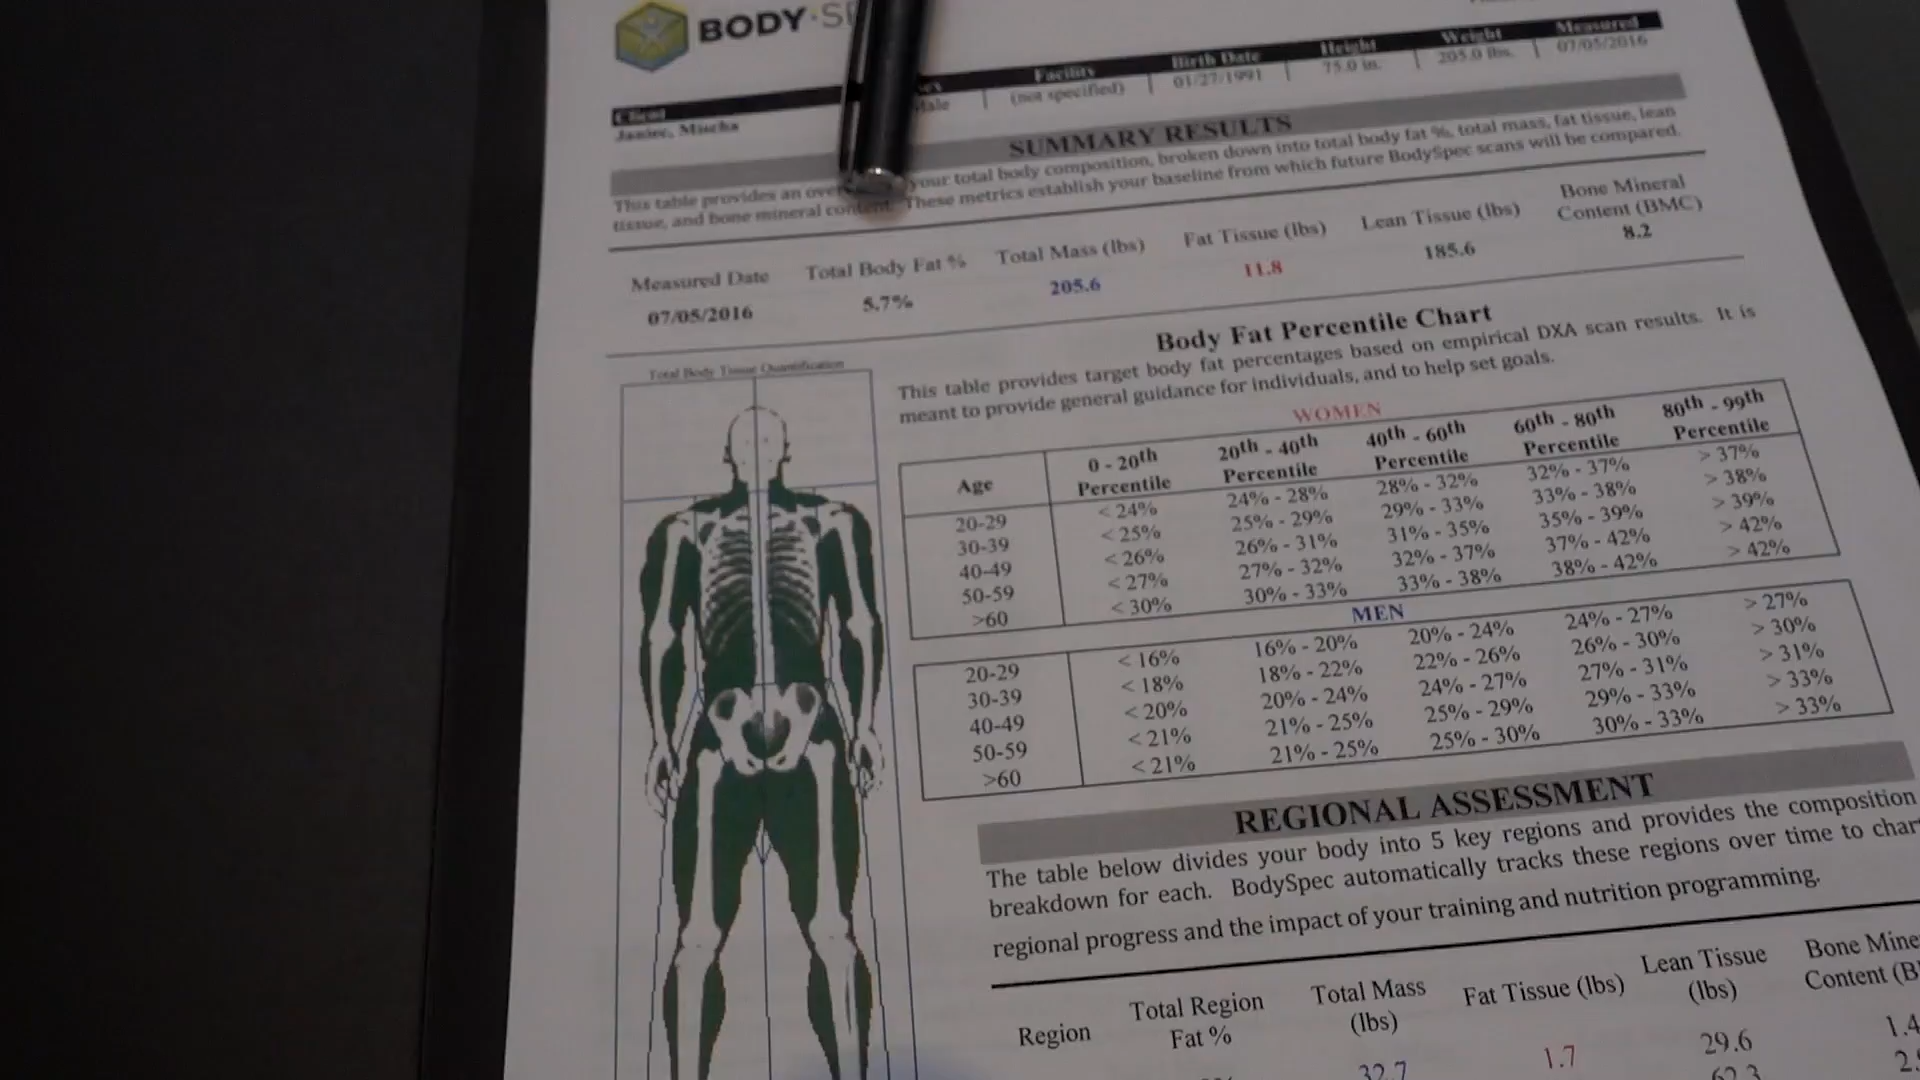 BODY·S
Facility Birth Date Height Weight Measured
Client
Male (not specified) 01/27/1991 75.0 in. 205.0 lbs. 07/05/2016
Janiec, Mischa
SUMMARY RESULTS
This table provides an your total body composition, broken down into total body fat %, total mass, fat tissue, lean
tissue, and bone mineral content. These metrics establish your baseline from which future BodySpec scans will be compared.
Measured Date Total Body Fat % Total Mass (lbs) Fat Tissue (lbs) Lean Tissue (lbs) Bone Mineral
Content (BMC)
07/05/2016 5.7% 205.6 11.8 185.6 8.2
Total Body Tissue Quantification
Body Fat Percentile Chart
This table provides target body fat percentages based on empirical DXA scan results. It is
meant to provide general guidance for individuals, and to help set goals.
WOMEN
Age 0 - 20th 20th - 40th 40th - 60th 60th - 80th 80th - 99th
Percentile Percentile Percentile Percentile Percentile
20-29 < 24% 24% - 28% 28% - 32% 32% - 37% > 37%
30-39 < 25% 25% - 29% 29% - 33% 33% - 38% > 38%
40-49 < 26% 26% - 31% 31% - 35% 35% - 39% > 39%
50-59 < 27% 27% - 32% 32% - 37% 37% - 42% > 42%
>60 < 30% 30% - 33% 33% - 38% 38% - 42% > 42%
MEN
20-29 < 16% 16% - 20% 20% - 24% 24% - 27% > 27%
30-39 < 18% 18% - 22% 22% - 26% 26% - 30% > 30%
40-49 < 20% 20% - 24% 24% - 27% 27% - 31% > 31%
50-59 < 21% 21% - 25% 25% - 29% 29% - 33% > 33%
>60 < 21% 21% - 25% 25% - 30% 30% - 33% > 33%
REGIONAL ASSESSMENT
The table below divides your body into 5 key regions and provides the composition
breakdown for each. BodySpec automatically tracks these regions over time to char
regional progress and the impact of your training and nutrition programming.
Region Total Region Total Mass Fat Tissue (lbs) Lean Tissue Bone Mine
Fat % (lbs) (lbs) Content (B
32.7 1.7 29.6 1.4
62.3